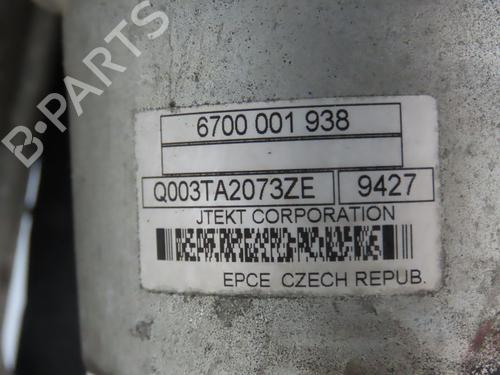 B-PARTS
6700 001 938
Q003TA2073ZE 9427
JTEKT CORPORATION
EPCE CZECH REPUB.